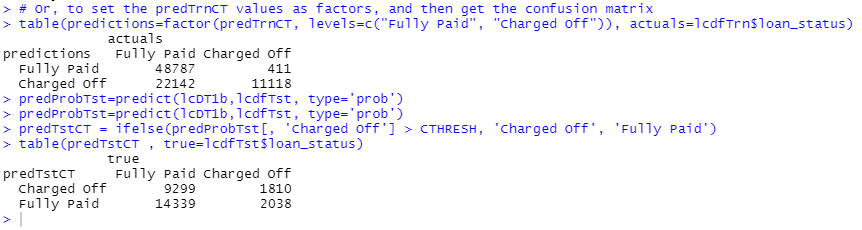 > # Or, to set the predTrnCT values as factors, and then get the confusion matrix
> table(predictions=factor(predTrnCT, levels=c("Fully Paid", "Charged Off")), actuals=lcdfTrn$loan_status)
             actuals
predictions   Fully Paid Charged Off
  Fully Paid       48787         411
  Charged Off      22142       11118
> predProbTst=predict(lcDT1b,lcdfTst, type='prob')
> predProbTst=predict(lcDT1b,lcdfTst, type='prob')
> predTstCT = ifelse(predProbTst[, 'Charged Off'] > CTHRESH, 'Charged Off', 'Fully Paid')
> table(predTstCT , true=lcdfTst$loan_status)
             true
predTstCT     Fully Paid Charged Off
  Charged Off       9299        1810
  Fully Paid       14339        2038
>